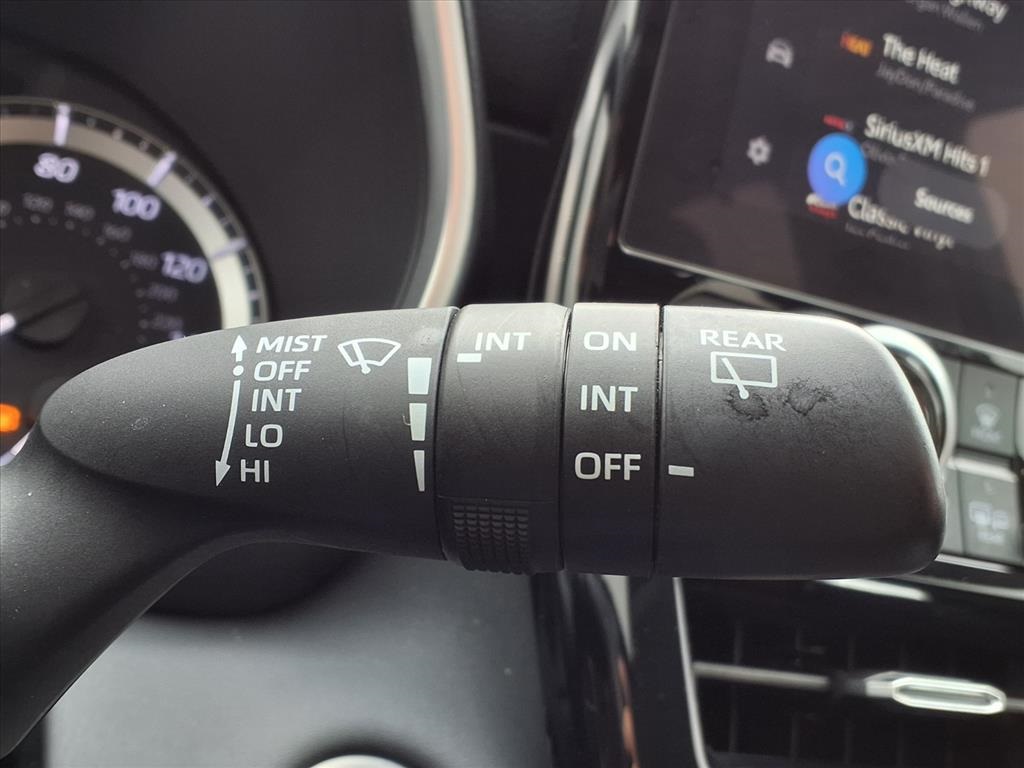 The Heat
SiriusXM Hits 1
Sources
80
100
120
MIST
OFF
INT
LO
HI
INT
ON
INT
OFF
REAR